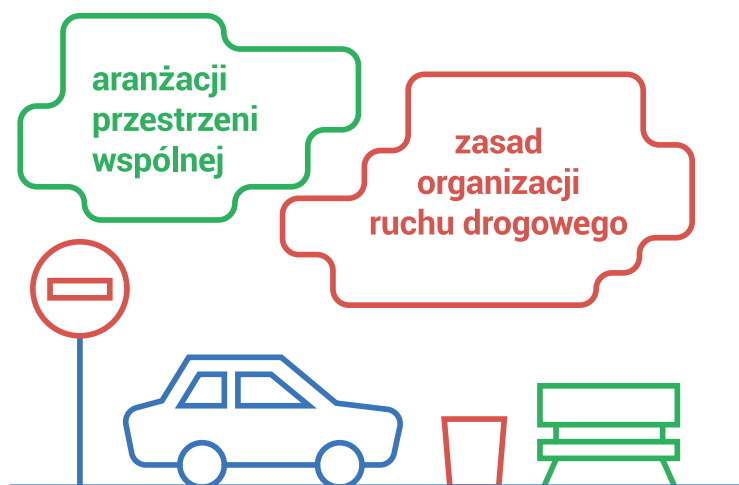 aranżacji
przestrzeni
wspólnej
zasad
organizacji
ruchu drogowego